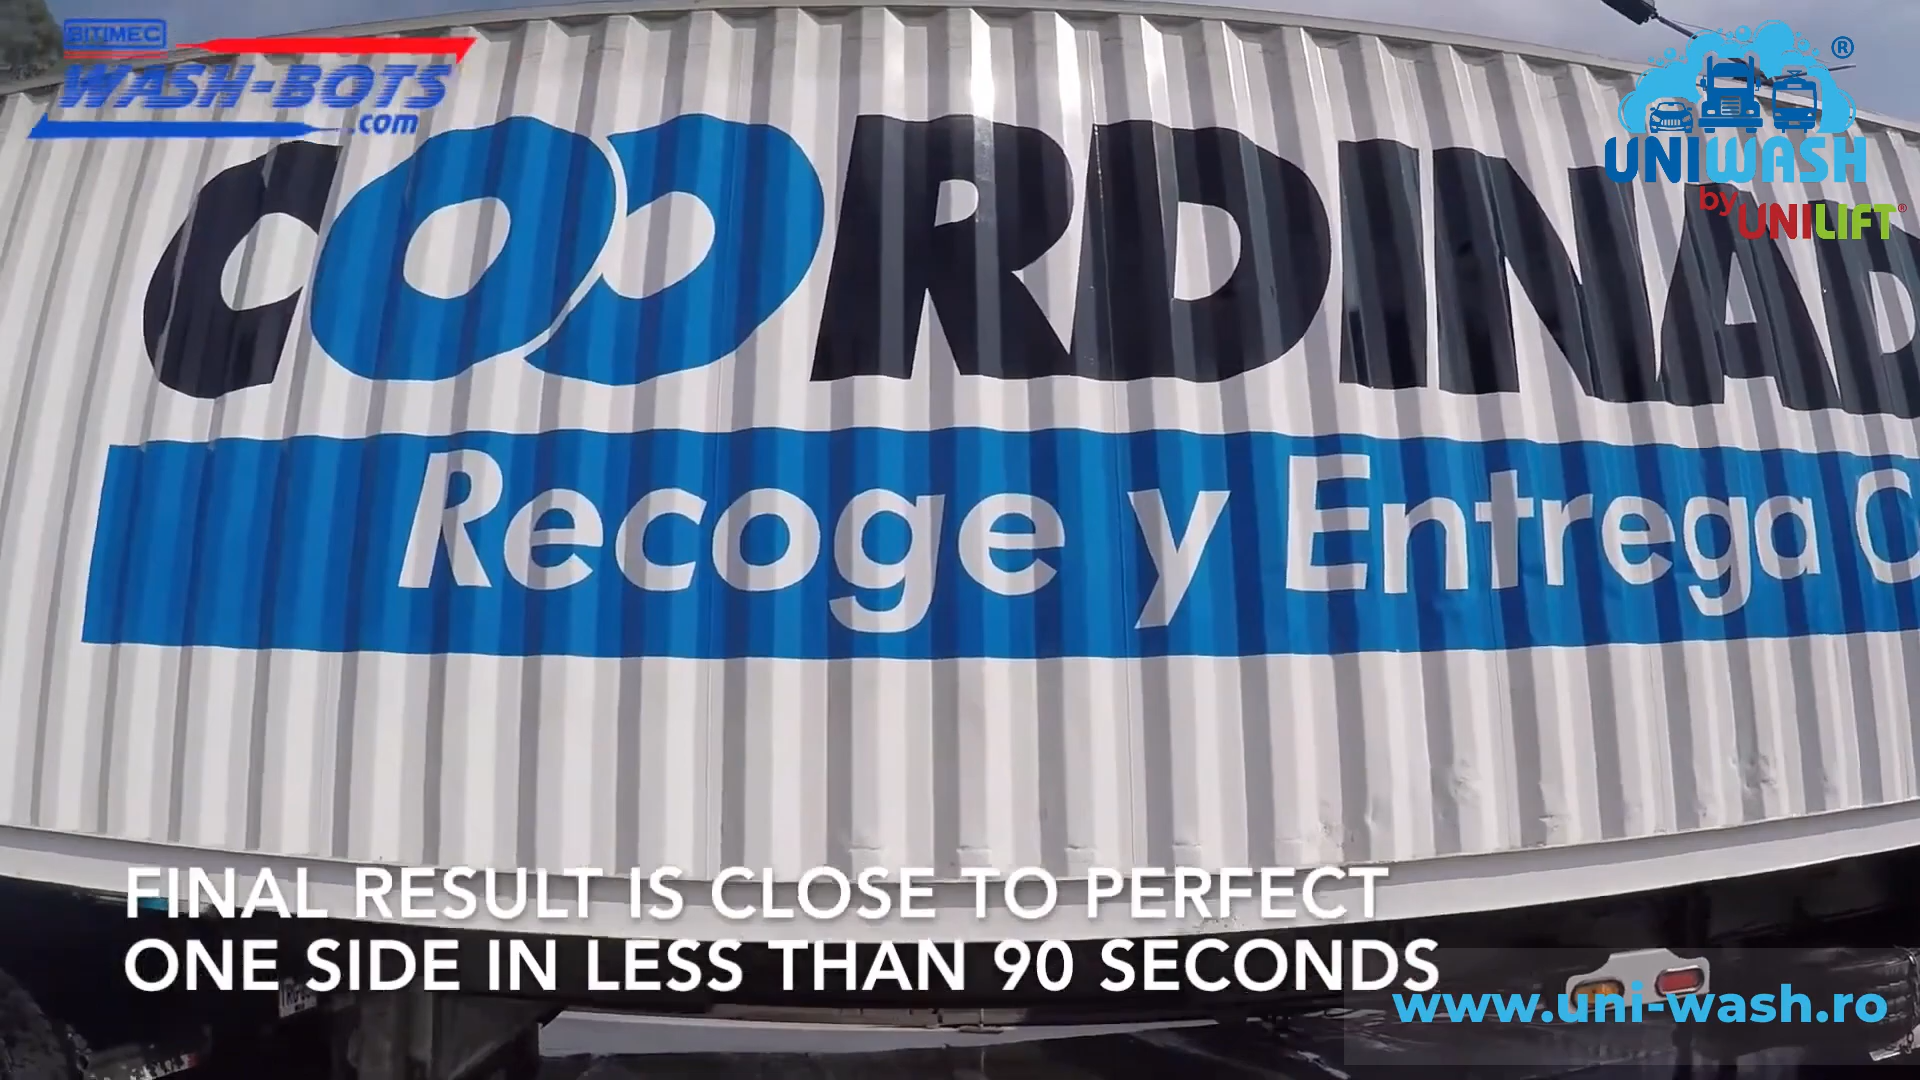 BITIMEC
WASH-BOTS
.com
®
UNIWASH
by UNILIFT®
COORDINAD
Recoge y Entrega C
FINAL RESULT IS CLOSE TO PERFECT
ONE SIDE IN LESS THAN 90 SECONDS
www.uni-wash.ro